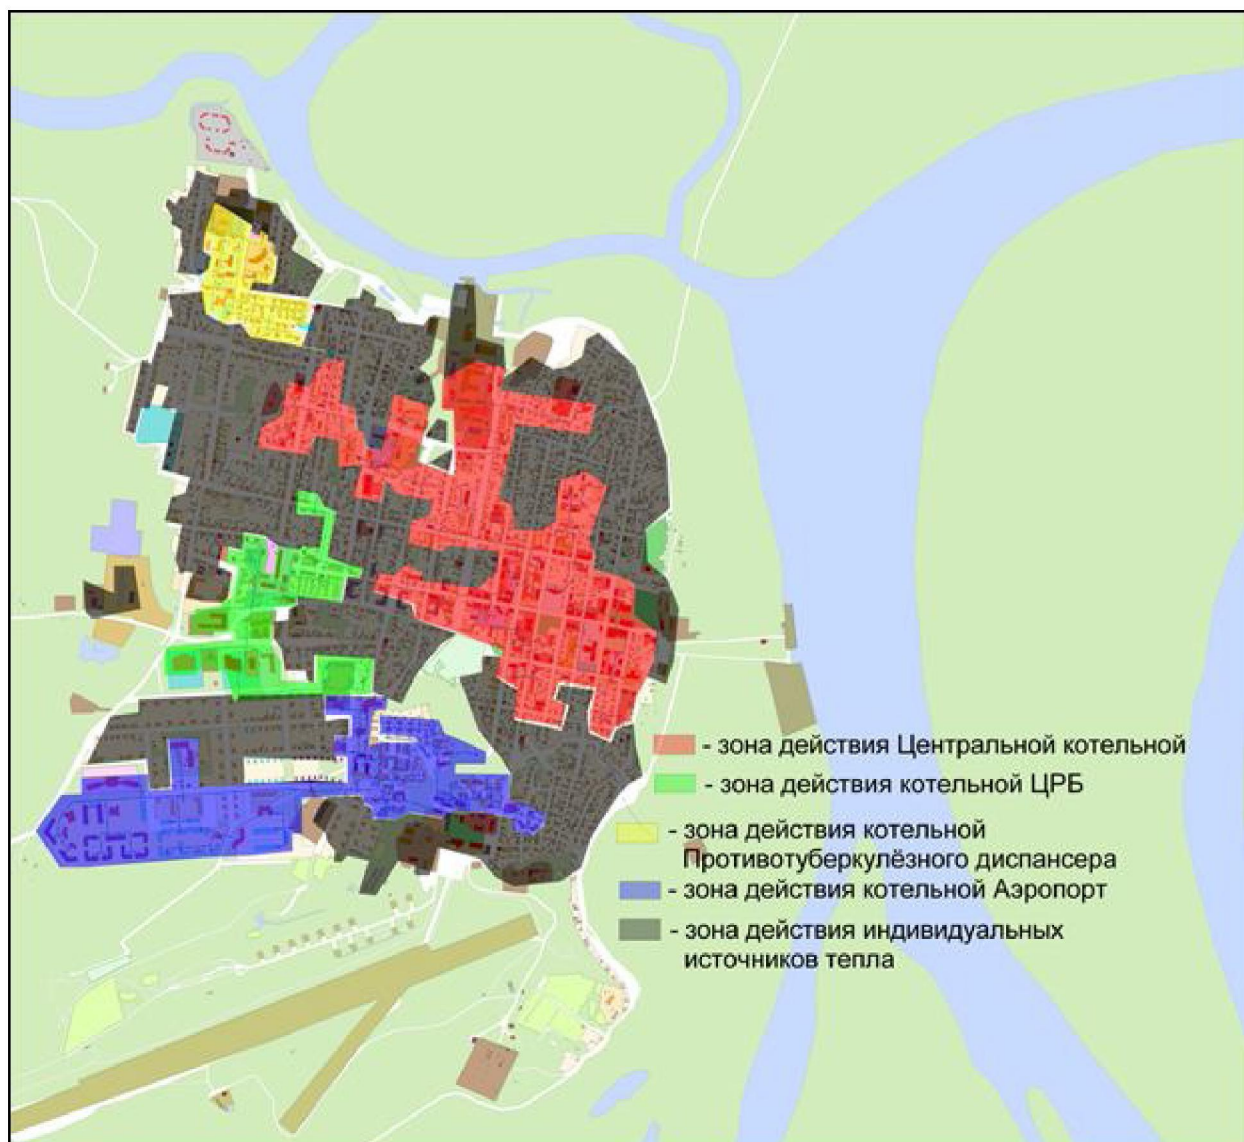 - зона действия Центральной котельной
- зона действия котельной ЦРБ
- зона действия котельной
Противотуберкулёзного диспансера
- зона действия котельной Аэропорт
- зона действия индивидуальных
источников тепла